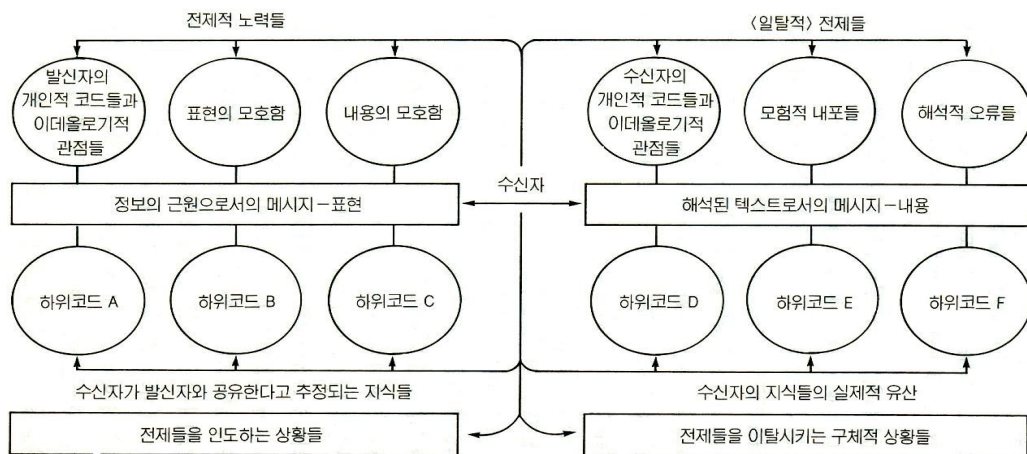 전제적 노력들
〈일탈적〉 전제들
발신자의
개인적 코드들과
이데올로기적
관점들
표현의 모호함
내용의 모호함
수신자의
개인적 코드들과
이데올로기적
관점들
모험적 내포들
해석적 오류들
수신자
정보의 근원으로서의 메시지－표현
해석된 텍스트로서의 메시지－내용
하위코드 A
하위코드 B
하위코드 C
하위코드 D
하위코드 E
하위코드 F
수신자가 발신자와 공유한다고 추정되는 지식들
수신자의 지식들의 실제적 유산
전제들을 인도하는 상황들
전제들을 이탈시키는 구체적 상황들